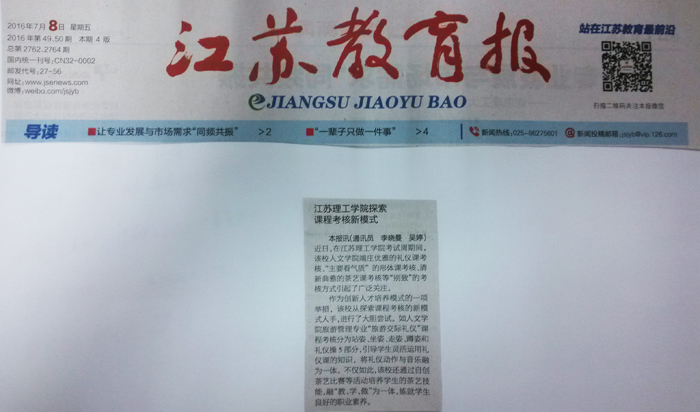 2016年7月8日 星期五
2016年第49、50期 本期4版
总第2762、2764期
国内统一刊号:CN32-0002
邮发代号:27-56
网址:www.jsenews.com
微博:weibo.com/jsjyb
江苏教育报
JIANGSU JIAOYU BAO
站在江苏教育最前沿
扫描二维码关注本报微信
导读
■让专业发展与市场需求“同频共振” >2
■“一辈子只做一件事” >4
新闻热线:025-86275601
新闻投稿邮箱:jsjyb@vip.126.com
江苏理工学院探索
课程考核新模式
本报讯(通讯员 李晓曼 吴婷)
近日,在江苏理工学院考试周期间,
该校人文学院端庄优雅的礼仪课考
核、“主要看气质”的形体课考核、清
新典雅的茶艺课考核等“别致”的考
核方式引起了广泛关注。
作为创新人才培养模式的一项
举措,该校从探索课程考核的新模
式入手,进行了大胆尝试。如人文学
院旅游管理专业“旅游交际礼仪”课
程考核分为站姿、坐姿、走姿、蹲姿和
礼仪操5部分,引导学生灵活运用礼
仪课的知识,将礼仪动作与音乐融
为一体。不仅如此,该校还通过自创
茶艺比赛等活动培养学生的茶艺技
能,融“教、学、做”为一体,练就学生
良好的职业素养。